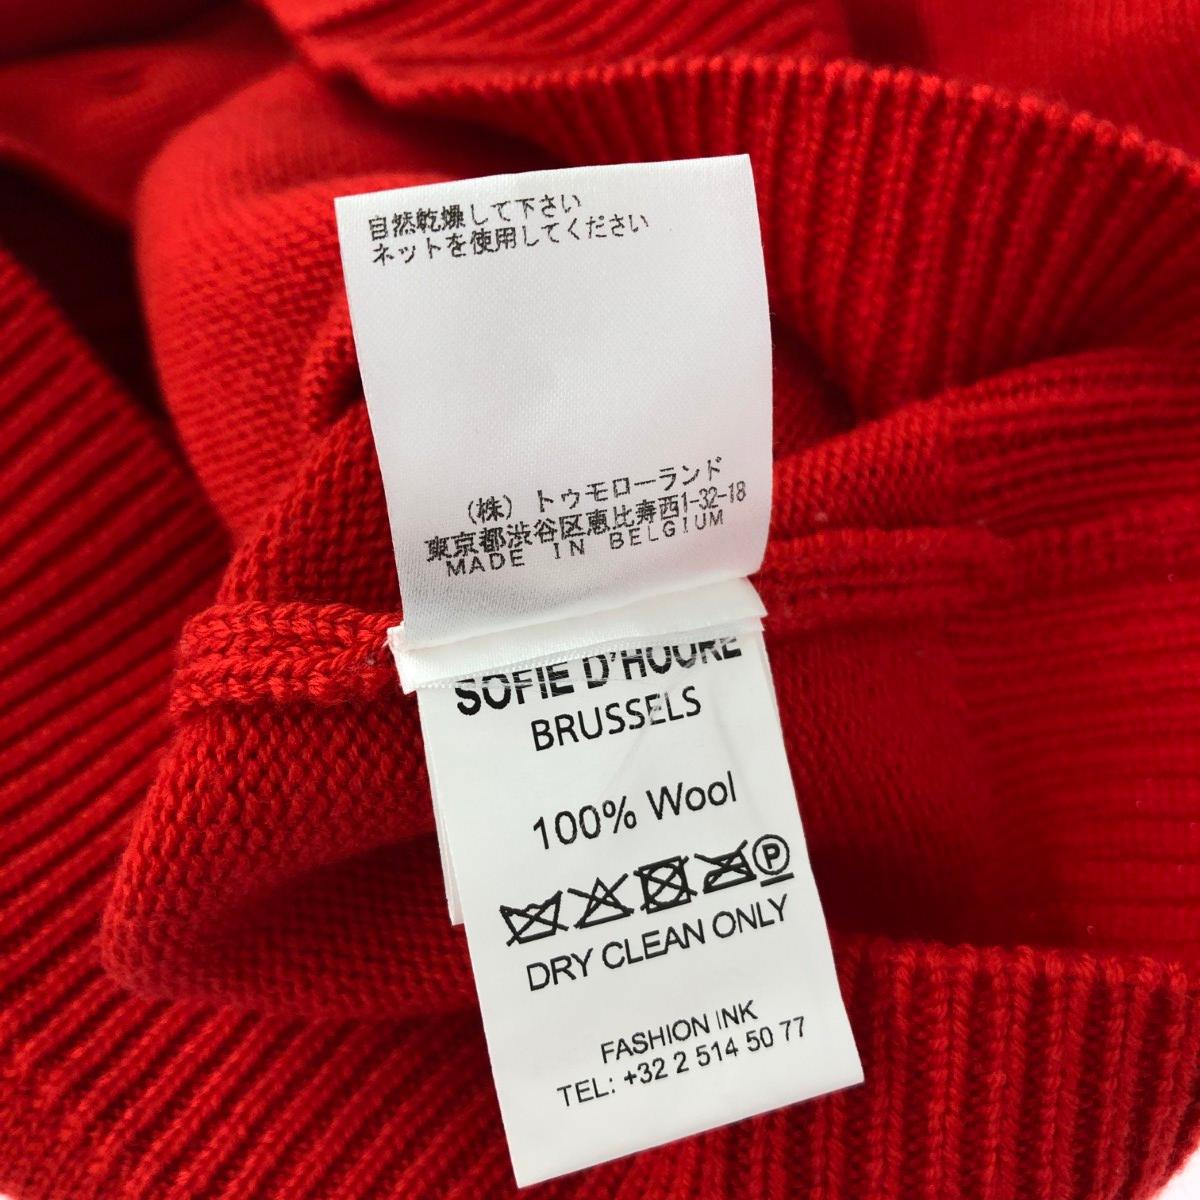 自然乾燥して下さい
ネットを使用してください
（株） トゥモローランド
東京都渋谷区恵比寿西1-32-18
MADE IN BELGIUM
SOFIE D'HOORE
BRUSSELS
100% Wool
P
DRY CLEAN ONLY
FASHION INK
TEL: +32 2 514 50 77